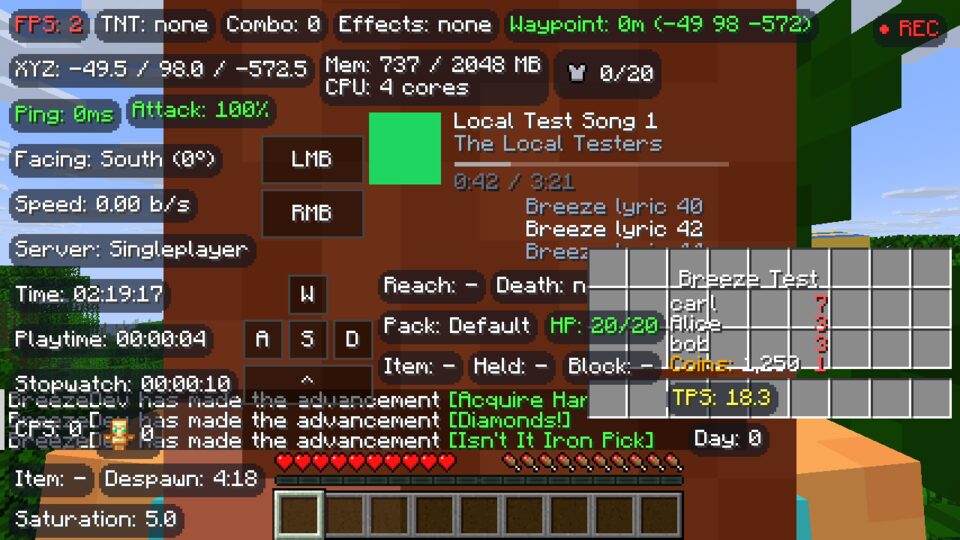 FPS: 2 TNT: none Combo: 0 Effects: none Waypoint: 0m (-49 98 -572) REC
XYZ: -49.5 / 98.0 / -572.5 Mem: 737 / 2048 MB
CPU: 4 cores
0/20
Ping: 0ms Attack: 100%
Local Test Song 1
The Local Testers
0:42 / 3:21
Facing: South (0°)
LMB
RMB
Speed: 0.00 b/s
Breeze lyric 40
Breeze lyric 42
Breeze lyric
Server: Singleplayer
Time: 02:19:17
W
Reach: - Death:
Breeze Test
carl 7
Alice 3
bob 3
Coins: 1,250 1
Playtime: 00:00:04
A S D
^
Pack: Default HP: 20/20
Item: - Held: - Block: -
Stopwatch: 00:00:10
TPS: 18.3
BreezeDev has made the advancement [Acquire Har
has made the advancement [Diamonds!]
has made the advancement [Isn't It Iron Pick]
CPS: 0 0
Day: 0
Item: - Despawn: 4:18
Saturation: 5.0